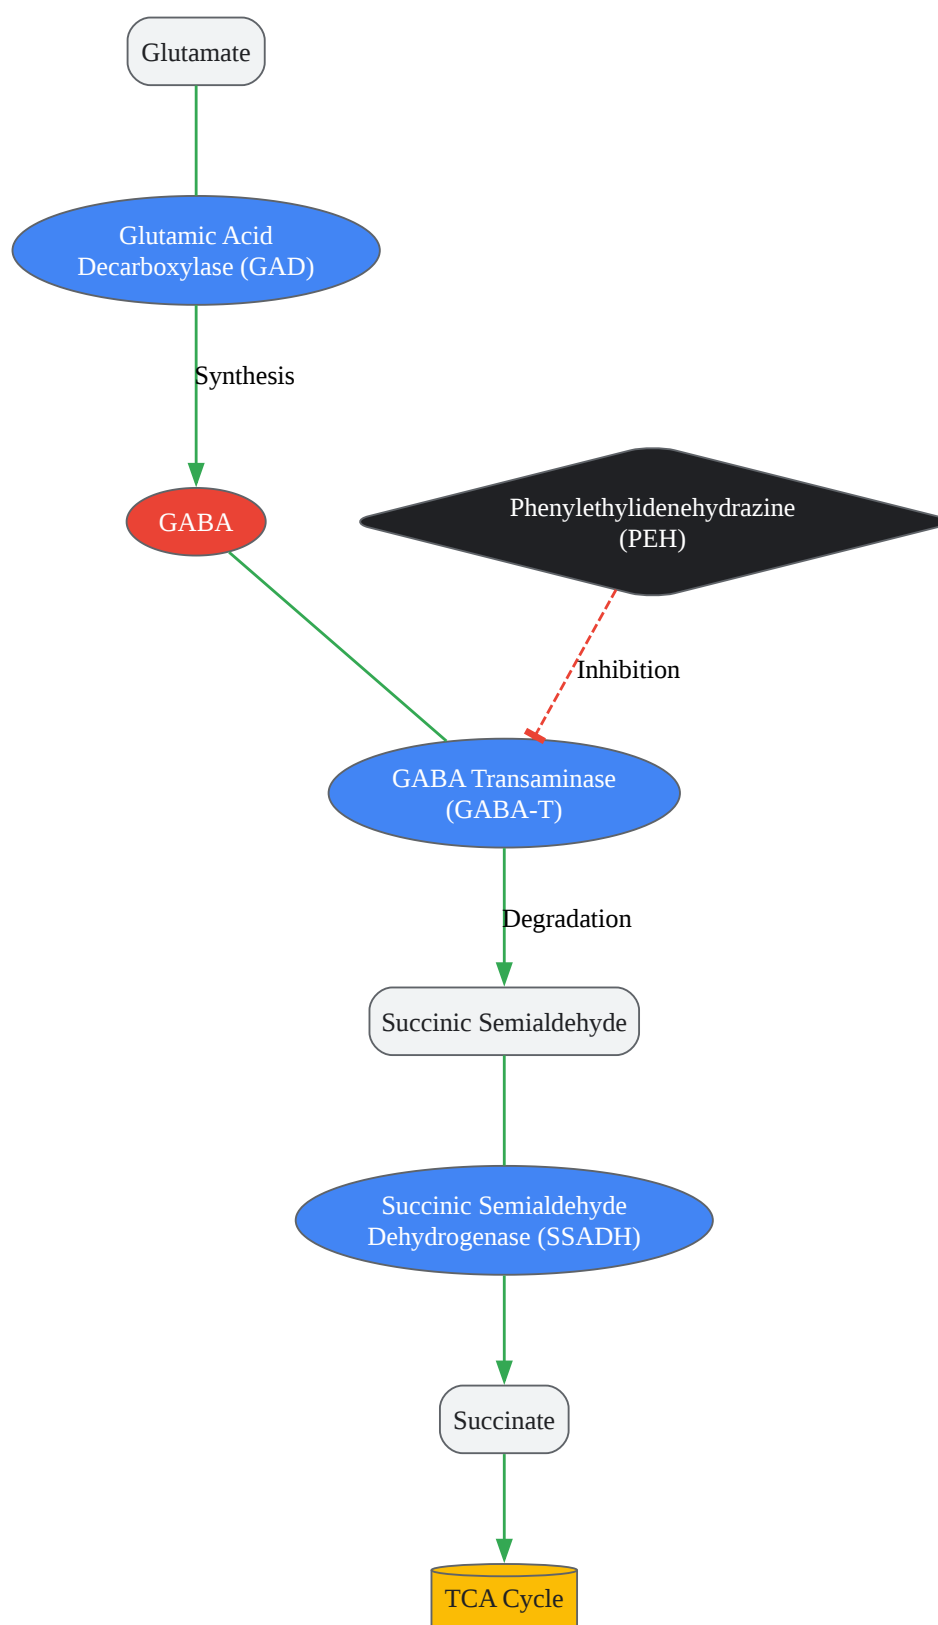 Glutamate
Glutamic Acid
Decarboxylase (GAD)
Synthesis
GABA
Phenylethylidenehydrazine
(PEH)
Inhibition
GABA Transaminase
(GABA-T)
Degradation
Succinic Semialdehyde
Succinic Semialdehyde
Dehydrogenase (SSADH)
Succinate
TCA Cycle